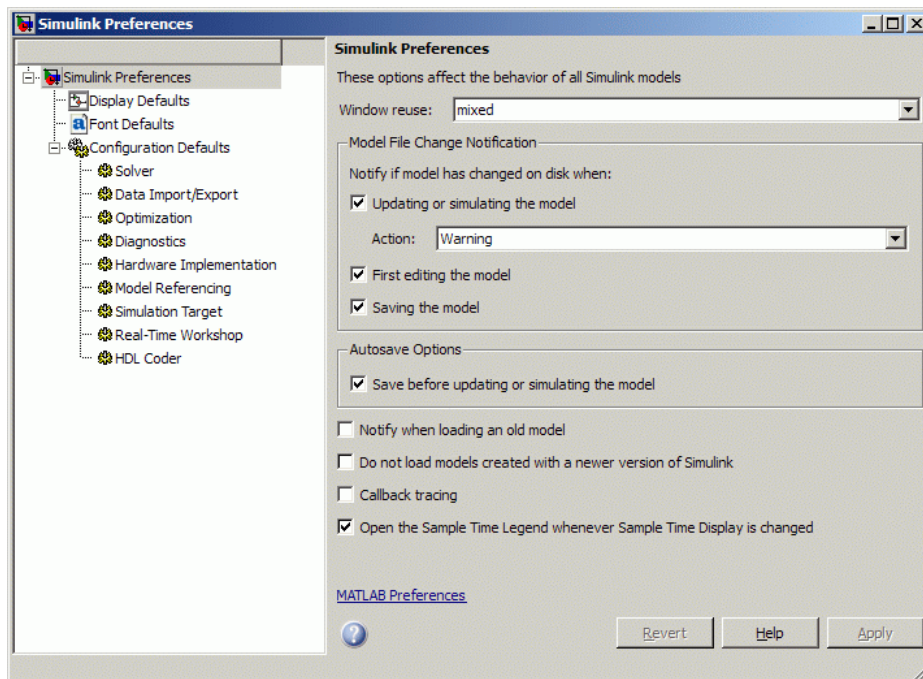 Simulink Preferences
Simulink Preferences
Display Defaults
Font Defaults
Configuration Defaults
Solver
Data Import/Export
Optimization
Diagnostics
Hardware Implementation
Model Referencing
Simulation Target
Real-Time Workshop
HDL Coder
Simulink Preferences
These options affect the behavior of all Simulink models
Window reuse: mixed
Model File Change Notification
Notify if model has changed on disk when:
Updating or simulating the model
Action: Warning
First editing the model
Saving the model
Autosave Options
Save before updating or simulating the model
Notify when loading an old model
Do not load models created with a newer version of Simulink
Callback tracing
Open the Sample Time Legend whenever Sample Time Display is changed
MATLAB Preferences
Revert Help Apply